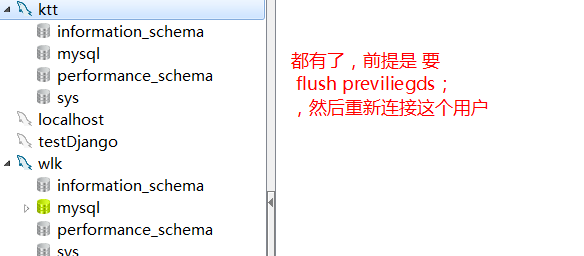 ktt
information_schema
mysql
performance_schema
sys
localhost
testDjango
wlk
information_schema
mysql
performance_schema
sys
都有了，前提是 要
flush previliegds；
，然后重新连接这个用户